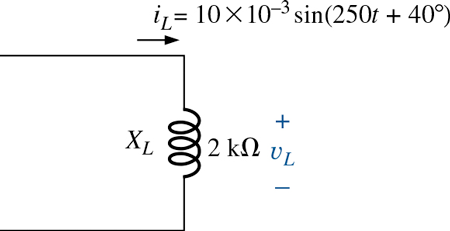 i_L = 10×10⁻³ sin(250t + 40°)
X_L 2 kΩ + v_L −